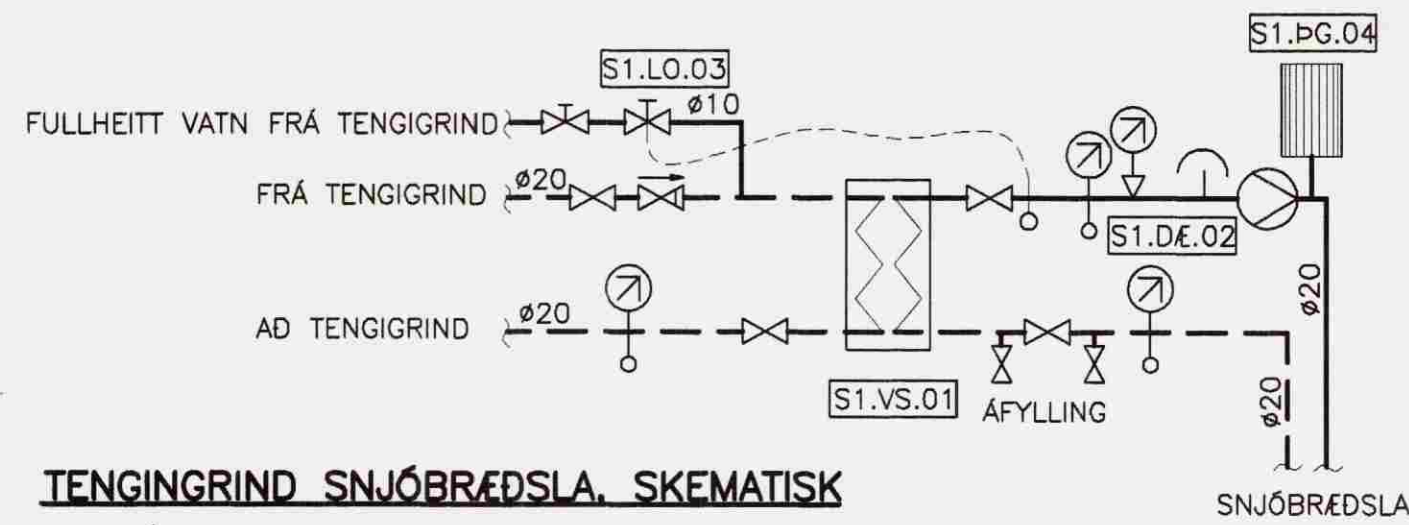 S1.ÞG.04
S1.LO.03
FULLHEITT VATN FRÁ TENGIGRIND
ø10
FRÁ TENGIGRIND
ø20
S1.DÆ.02
AÐ TENGIGRIND
ø20
ø20
ø20
S1.VS.01
ÁFYLLING
TENGINGRIND SNJÓBRÆÐSLA. SKEMATISK
SNJÓBRÆÐSLA